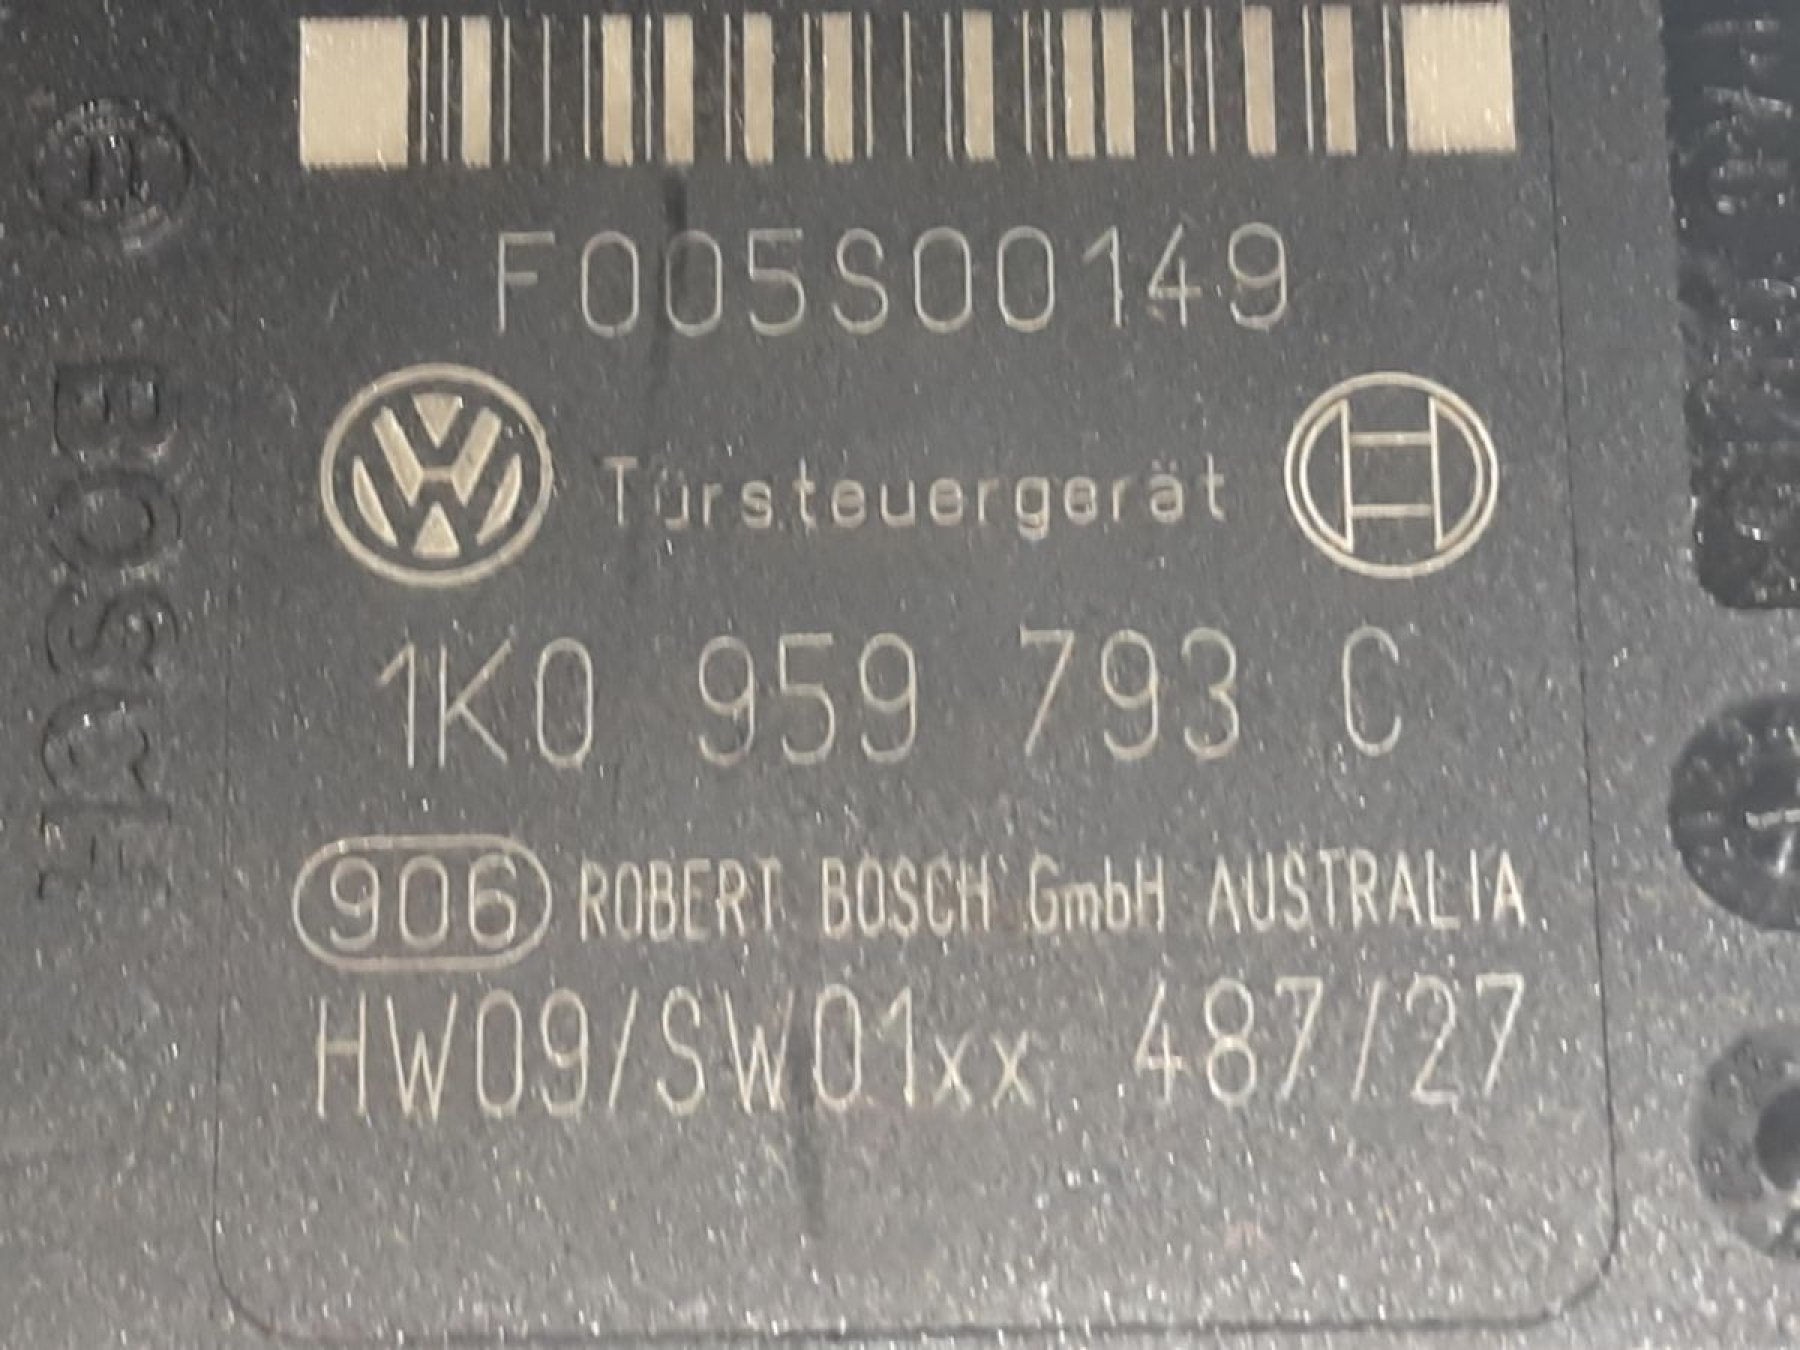 F005S00149
Türsteuergerät
1K0 959 793 C
906 ROBERT BOSCH GmbH AUSTRALIA
HW09/SW01xx 487/27
BOSCH